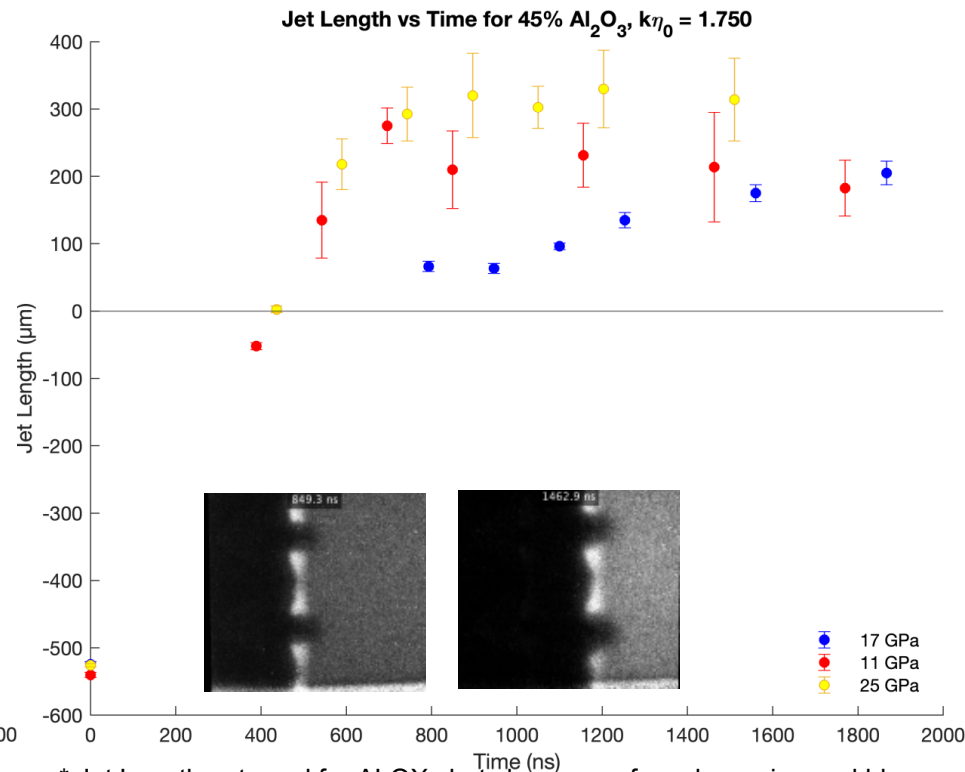 Jet Length vs Time for 45% Al₂O₃, kη₀ = 1.750
400
300
200
100
0
-100
-200
-300
-400
-500
-600
Jet Length (μm)
849.3 ns
1462.9 ns
17 GPa
11 GPa
25 GPa
00
0 200 400 600 800 1000 1200 1400 1600 1800 2000
Time (ns)